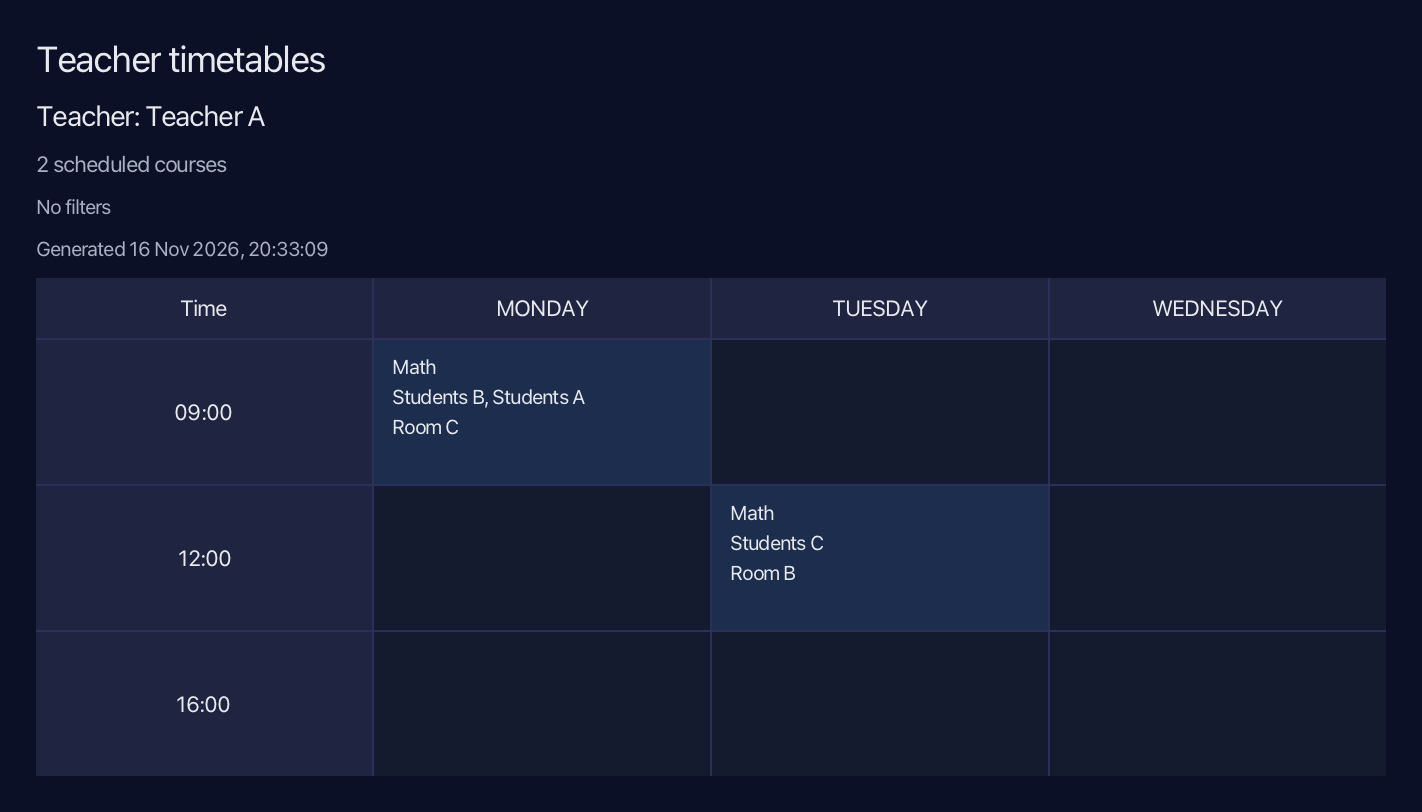 Teacher timetables
Teacher: Teacher A
2 scheduled courses
No filters
Generated 16 Nov 2026, 20:33:09
Time MONDAY TUESDAY WEDNESDAY
09:00
Math
Students B, Students A
Room C
12:00
Math
Students C
Room B
16:00